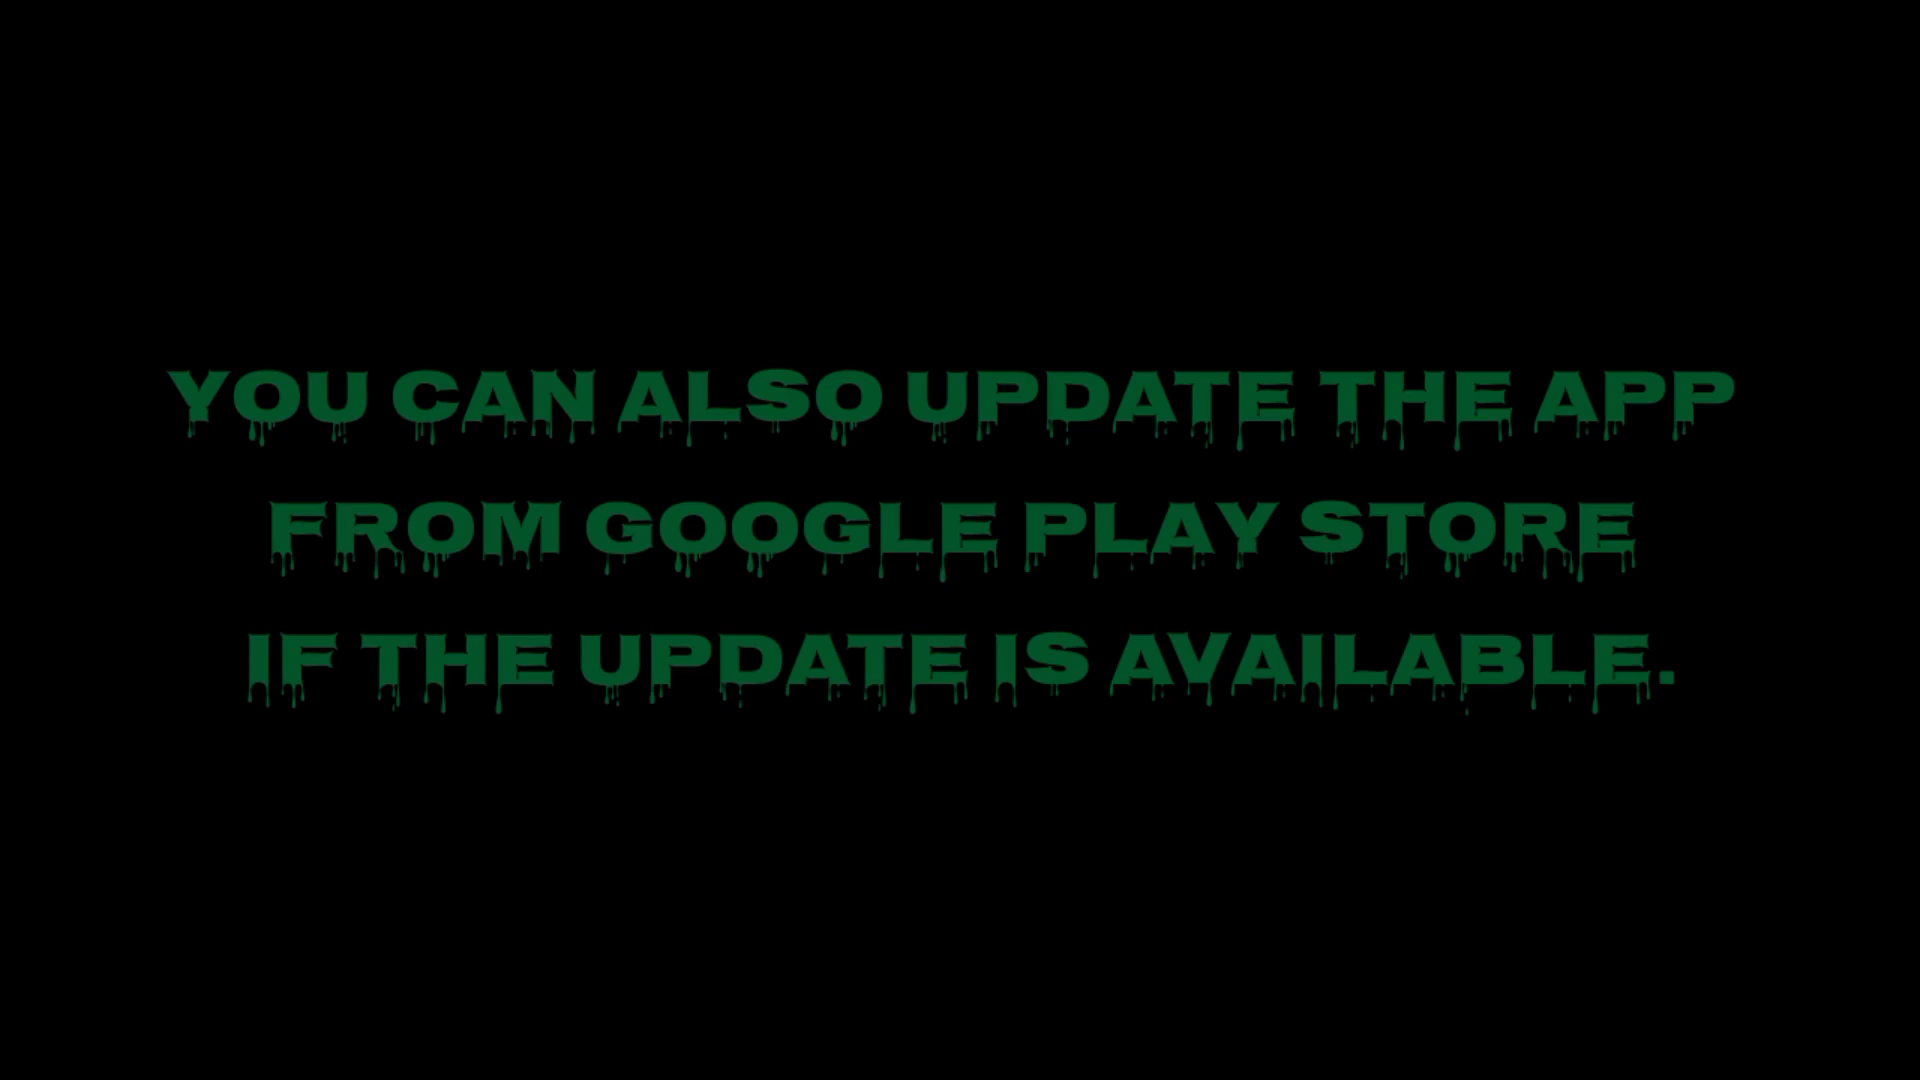 YOU CAN ALSO UPDATE THE APP
FROM GOOGLE PLAY STORE
IF THE UPDATE IS AVAILABLE.